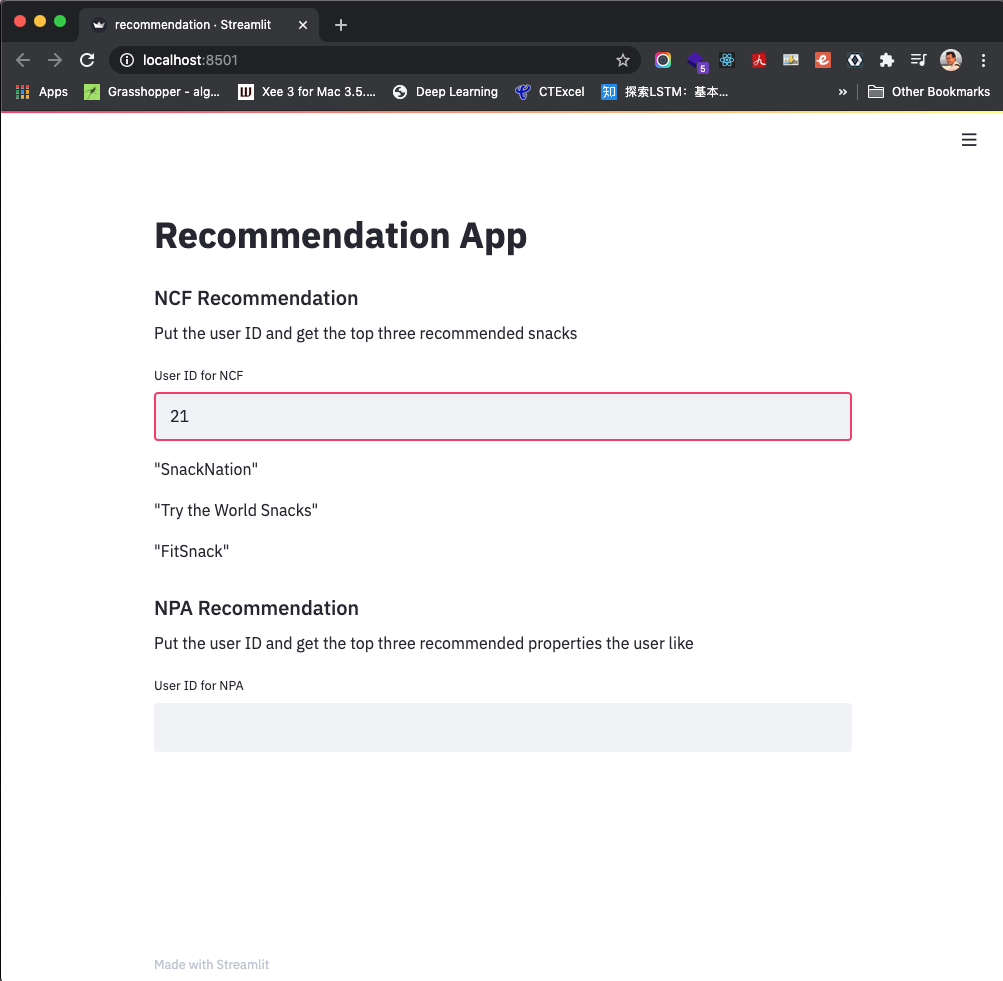 recommendation · Streamlit
localhost:8501
5
Apps Grasshopper - alg... Xee 3 for Mac 3.5.... Deep Learning CTExcel 知 探索LSTM：基本... » Other Bookmarks
Recommendation App
NCF Recommendation
Put the user ID and get the top three recommended snacks
User ID for NCF
21
"SnackNation"
"Try the World Snacks"
"FitSnack"
NPA Recommendation
Put the user ID and get the top three recommended properties the user like
User ID for NPA
Made with Streamlit